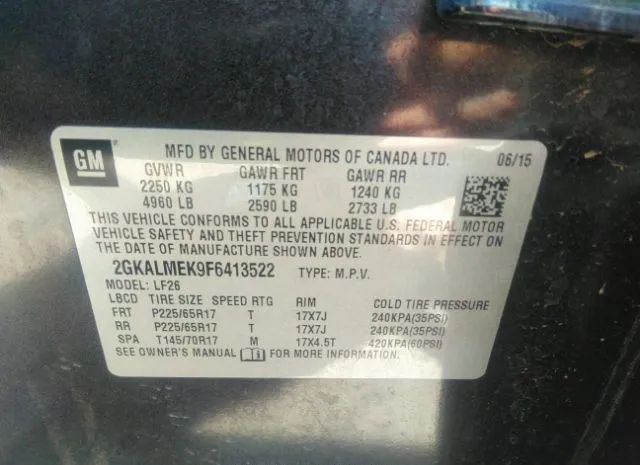 GM
MFD BY GENERAL MOTORS OF CANADA LTD. 06/15
GVWR GAWR FRT GAWR RR
2250 KG 1175 KG 1240 KG
4960 LB 2590 LB 2733 LB
THIS VEHICLE CONFORMS TO ALL APPLICABLE U.S. FEDERAL MOTOR
VEHICLE SAFETY AND THEFT PREVENTION STANDARDS IN EFFECT ON
THE DATE OF MANUFACTURE SHOWN ABOVE.
2GKALMEK9F6413522 TYPE: M.P.V.
MODEL: LF26
LBCD TIRE SIZE SPEED RTG RIM COLD TIRE PRESSURE
FRT P225/65R17 T 17X7J 240KPA(35PSI)
RR P225/65R17 T 17X7J 240KPA(35PSI)
SPA T145/70R17 M 17X4.5T 420KPA(60PSI)
SEE OWNER'S MANUAL FOR MORE INFORMATION.